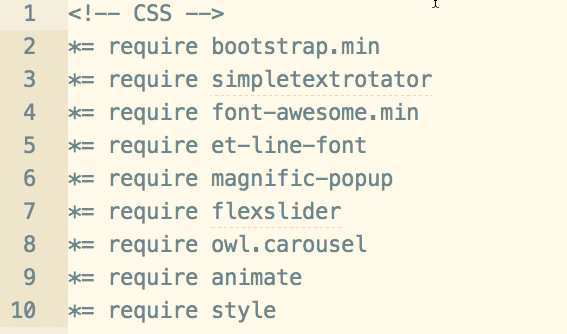 1 <!-- CSS -->
2 *= require bootstrap.min
3 *= require simpletextrotator
4 *= require font-awesome.min
5 *= require et-line-font
6 *= require magnific-popup
7 *= require flexslider
8 *= require owl.carousel
9 *= require animate
10 *= require style